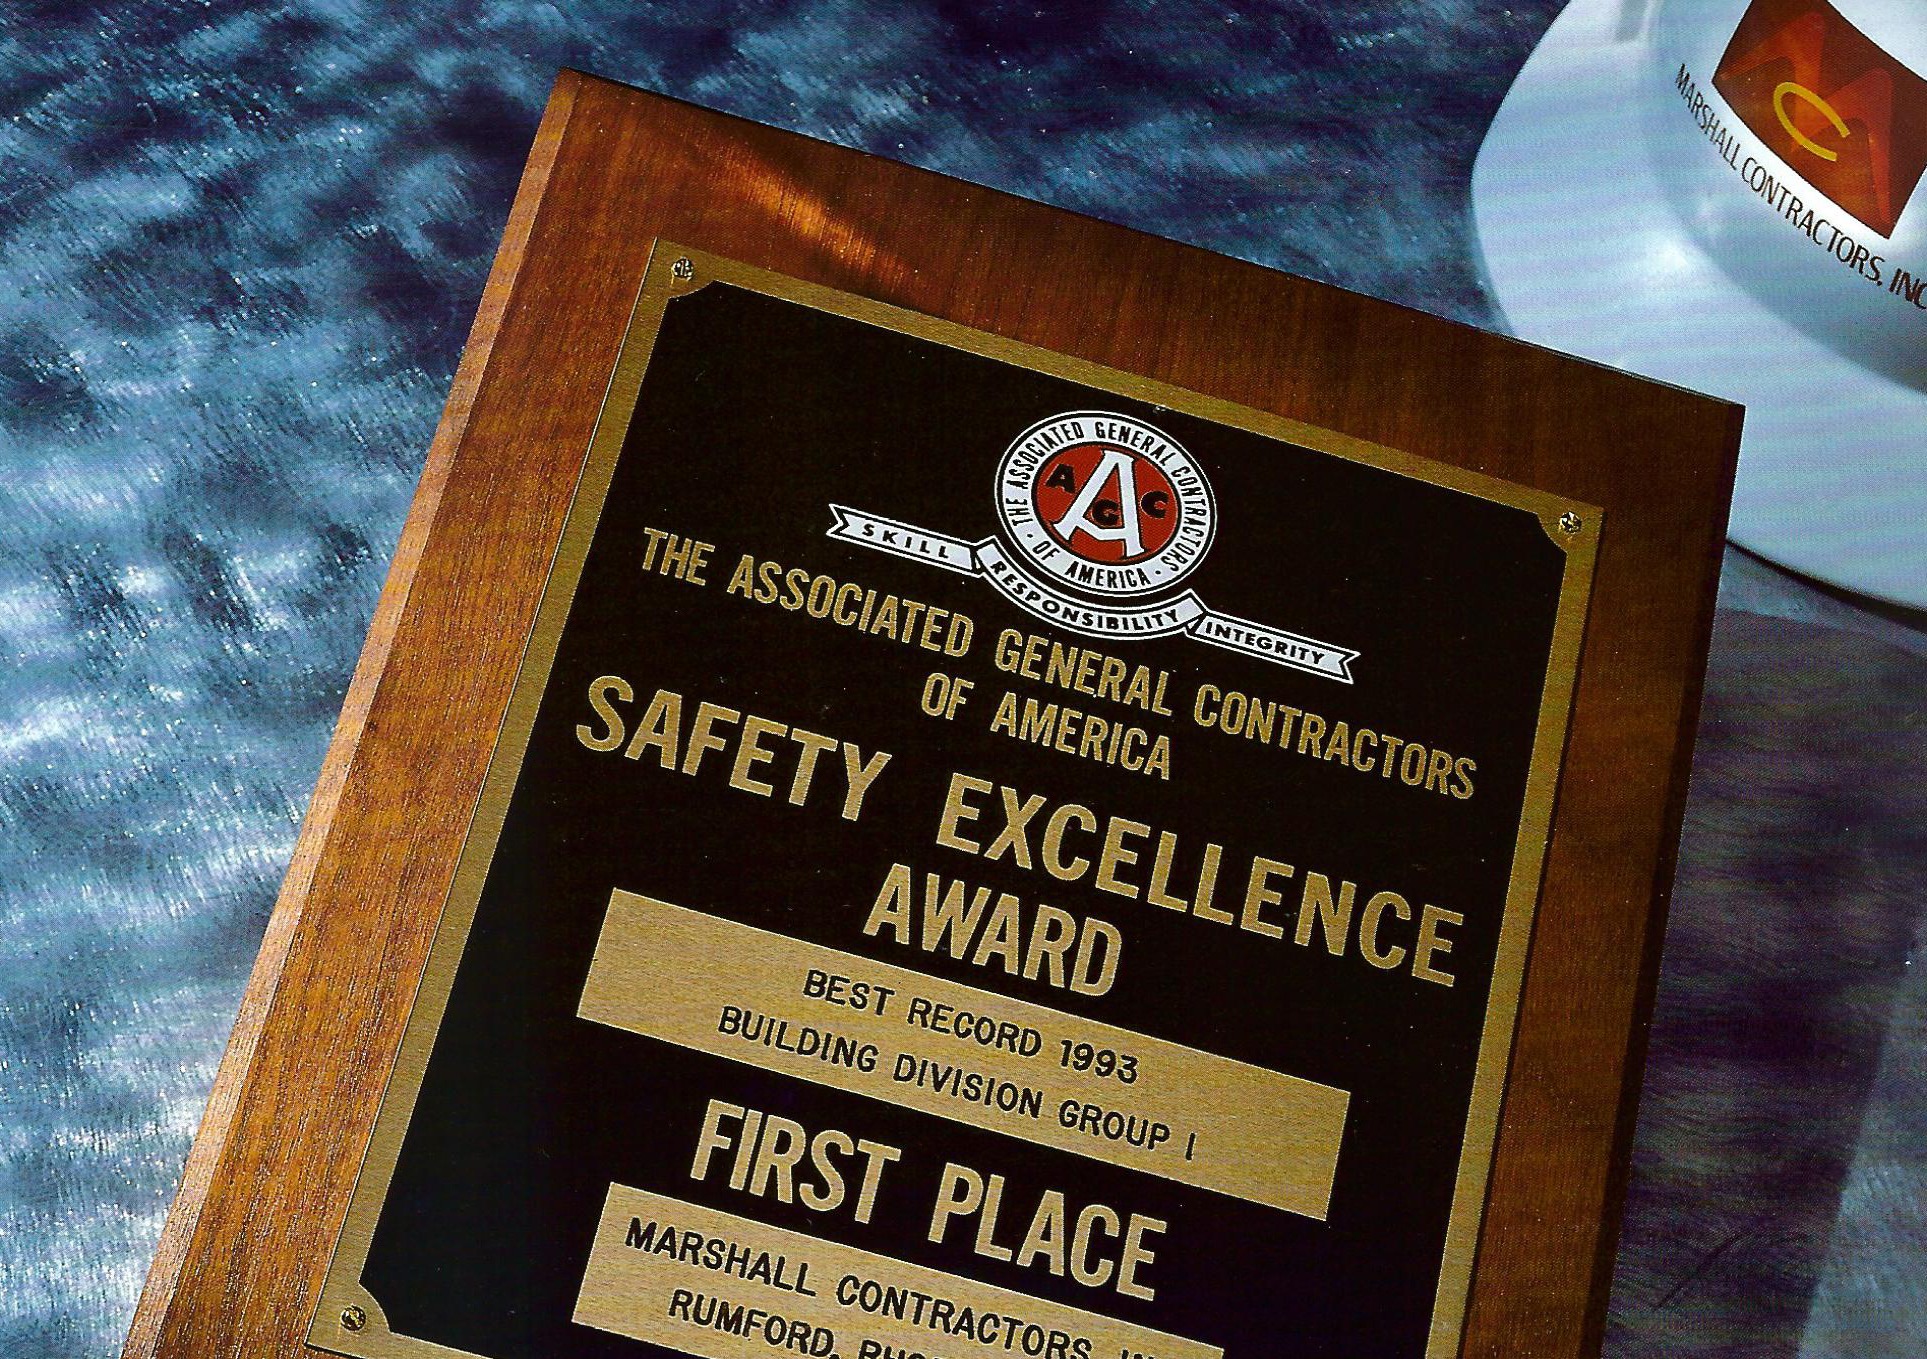 MARSHALL CONTRACTORS, INC
THE ASSOCIATED GENERAL CONTRACTORS
OF AMERICA
A G C
SKILL RESPONSIBILITY INTEGRITY
THE ASSOCIATED GENERAL CONTRACTORS
OF AMERICA
SAFETY EXCELLENCE
AWARD
BEST RECORD 1993
BUILDING DIVISION GROUP I
FIRST PLACE
MARSHALL CONTRACTORS,
RUMFORD,